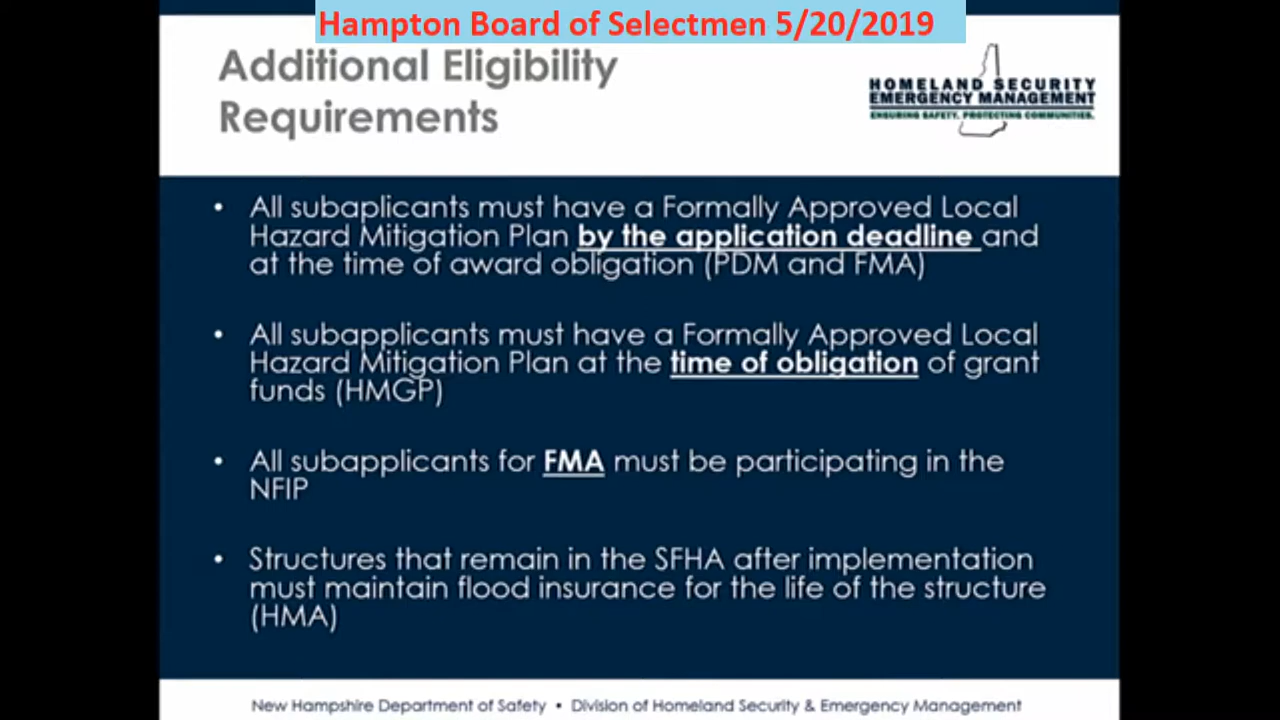 Hampton Board of Selectmen 5/20/2019
Additional Eligibility
Requirements
HOMELAND SECURITY
EMERGENCY MANAGEMENT
ENSURING SAFETY, PROTECTING COMMUNITIES.
• All subaplicants must have a Formally Approved Local
Hazard Mitigation Plan by the application deadline and
at the time of award obligation (PDM and FMA)
• All subapplicants must have a Formally Approved Local
Hazard Mitigation Plan at the time of obligation of grant
funds (HMGP)
• All subapplicants for FMA must be participating in the
NFIP
• Structures that remain in the SFHA after implementation
must maintain flood insurance for the life of the structure
(HMA)
New Hampshire Department of Safety • Division of Homeland Security & Emergency Management